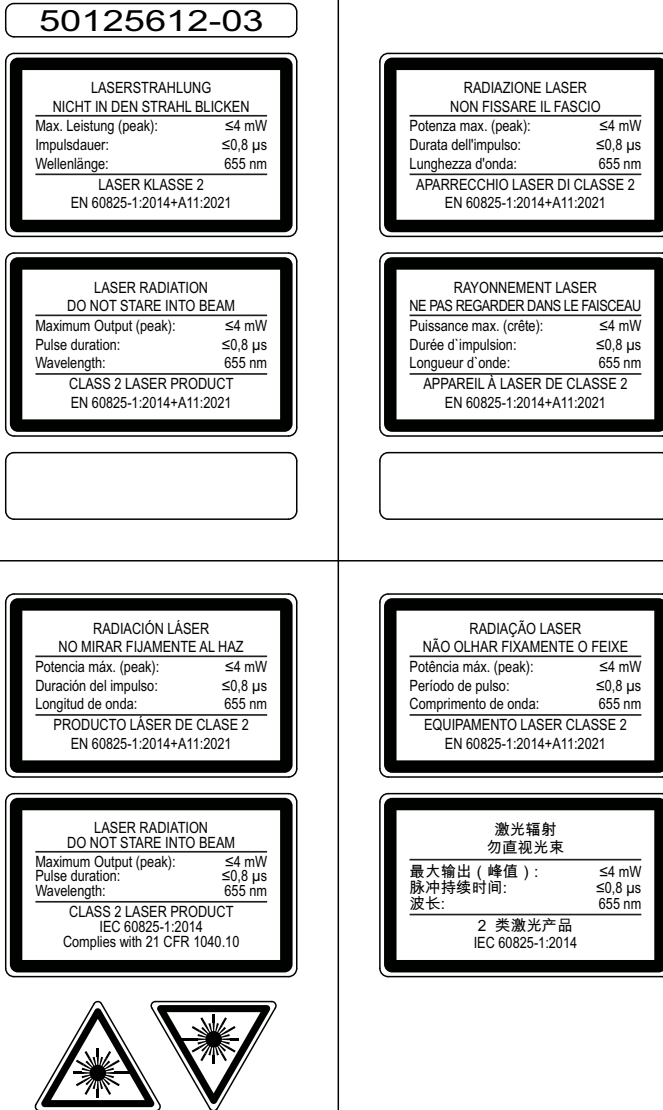 50125612-03
LASERSTRAHLUNG
NICHT IN DEN STRAHL BLICKEN
Max. Leistung (peak): ≤4 mW
Impulsdauer: ≤0,8 µs
Wellenlänge: 655 nm
LASER KLASSE 2
EN 60825-1:2014+A11:2021
RADIAZIONE LASER
NON FISSARE IL FASCIO
Potenza max. (peak): ≤4 mW
Durata dell'impulso: ≤0,8 µs
Lunghezza d'onda: 655 nm
APARRECCHIO LASER DI CLASSE 2
EN 60825-1:2014+A11:2021
LASER RADIATION
DO NOT STARE INTO BEAM
Maximum Output (peak): ≤4 mW
Pulse duration: ≤0,8 µs
Wavelength: 655 nm
CLASS 2 LASER PRODUCT
EN 60825-1:2014+A11:2021
RAYONNEMENT LASER
NE PAS REGARDER DANS LE FAISCEAU
Puissance max. (crête): ≤4 mW
Durée d`impulsion: ≤0,8 µs
Longueur d`onde: 655 nm
APPAREIL À LASER DE CLASSE 2
EN 60825-1:2014+A11:2021
RADIACIÓN LÁSER
NO MIRAR FIJAMENTE AL HAZ
Potencia máx. (peak): ≤4 mW
Duración del impulso: ≤0,8 µs
Longitud de onda: 655 nm
PRODUCTO LÁSER DE CLASE 2
EN 60825-1:2014+A11:2021
RADIAÇÃO LASER
NÃO OLHAR FIXAMENTE O FEIXE
Potência máx. (peak): ≤4 mW
Período de pulso: ≤0,8 µs
Comprimento de onda: 655 nm
EQUIPAMENTO LASER CLASSE 2
EN 60825-1:2014+A11:2021
LASER RADIATION
DO NOT STARE INTO BEAM
Maximum Output (peak): ≤4 mW
Pulse duration: ≤0,8 µs
Wavelength: 655 nm
CLASS 2 LASER PRODUCT
IEC 60825-1:2014
Complies with 21 CFR 1040.10
激光辐射
勿直视光束
最大输出（峰值）: ≤4 mW
脉冲持续时间: ≤0,8 µs
波长: 655 nm
2 类激光产品
IEC 60825-1:2014